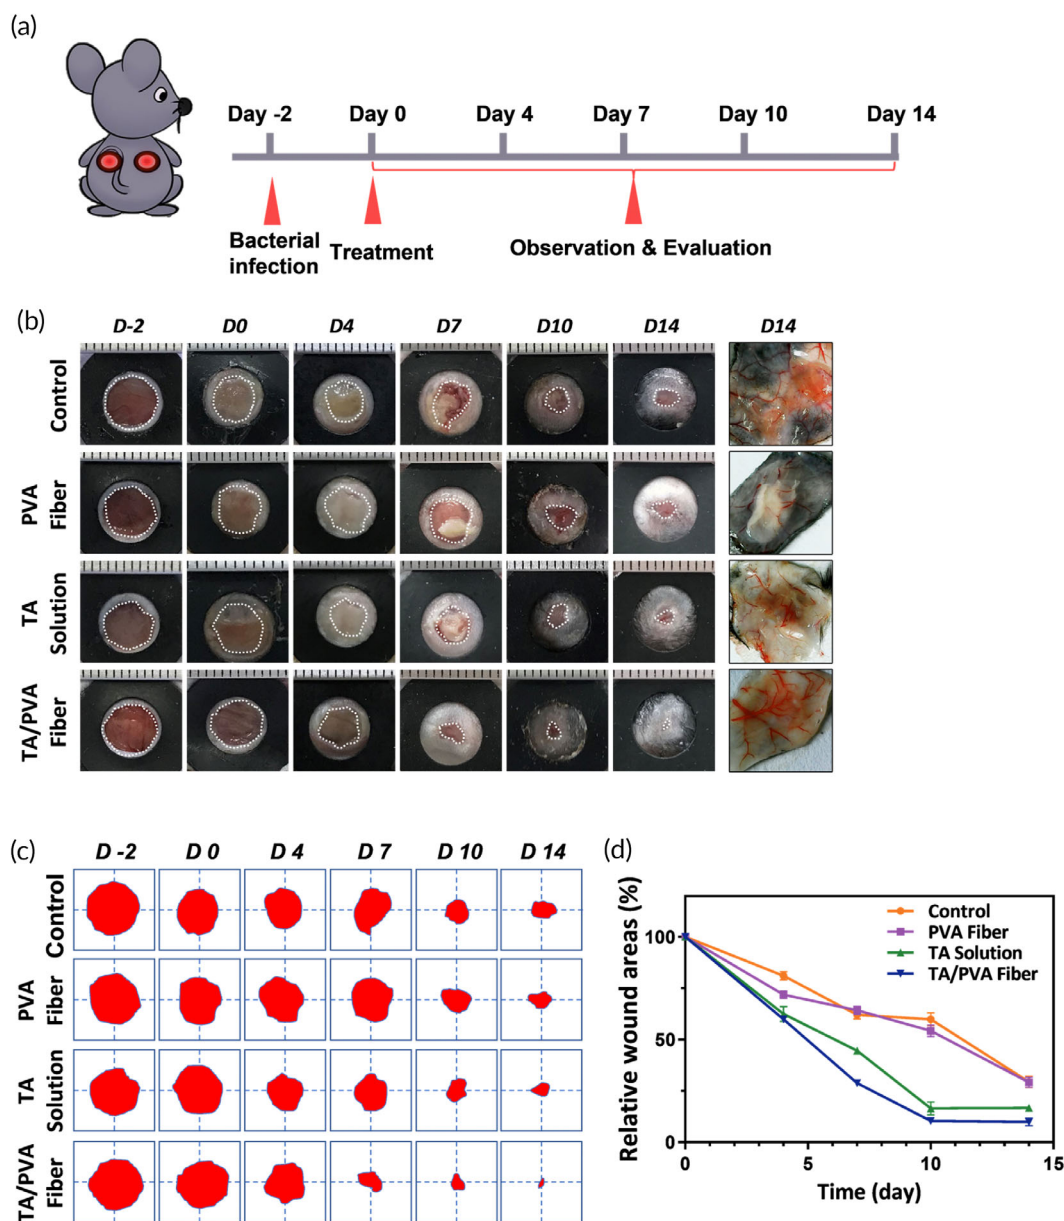 (a)
Day -2 Day 0 Day 4 Day 7 Day 10 Day 14
Bacterial
infection
Treatment
Observation & Evaluation
(b)
D-2 D0 D4 D7 D10 D14 D14
Control
PVA
Fiber
TA
Solution
TA/PVA
Fiber
(c)
D -2 D 0 D 4 D 7 D 10 D 14
Control
PVA
Fiber
TA
Solution
TA/PVA
Fiber
(d)
Relative wound areas (%)
100
50
0
0 5 10 15
Time (day)
Control
PVA Fiber
TA Solution
TA/PVA Fiber